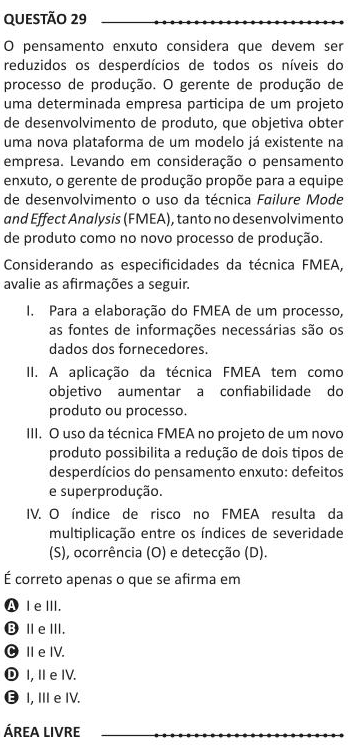 QUESTÃO 29
O pensamento enxuto considera que devem ser
reduzidos os desperdícios de todos os níveis do
processo de produção. O gerente de produção de
uma determinada empresa participa de um projeto
de desenvolvimento de produto, que objetiva obter
uma nova plataforma de um modelo já existente na
empresa. Levando em consideração o pensamento
enxuto, o gerente de produção propõe para a equipe
de desenvolvimento o uso da técnica Failure Mode
and Effect Analysis (FMEA), tanto no desenvolvimento
de produto como no novo processo de produção.
Considerando as especificidades da técnica FMEA,
avalie as afirmações a seguir.
I. Para a elaboração do FMEA de um processo,
as fontes de informações necessárias são os
dados dos fornecedores.
II. A aplicação da técnica FMEA tem como
objetivo aumentar a confiabilidade do
produto ou processo.
III. O uso da técnica FMEA no projeto de um novo
produto possibilita a redução de dois tipos de
desperdícios do pensamento enxuto: defeitos
e superprodução.
IV. O índice de risco no FMEA resulta da
multiplicação entre os índices de severidade
(S), ocorrência (O) e detecção (D).
É correto apenas o que se afirma em
A I e III.
B II e III.
C II e IV.
D I, II e IV.
E I, III e IV.
ÁREA LIVRE